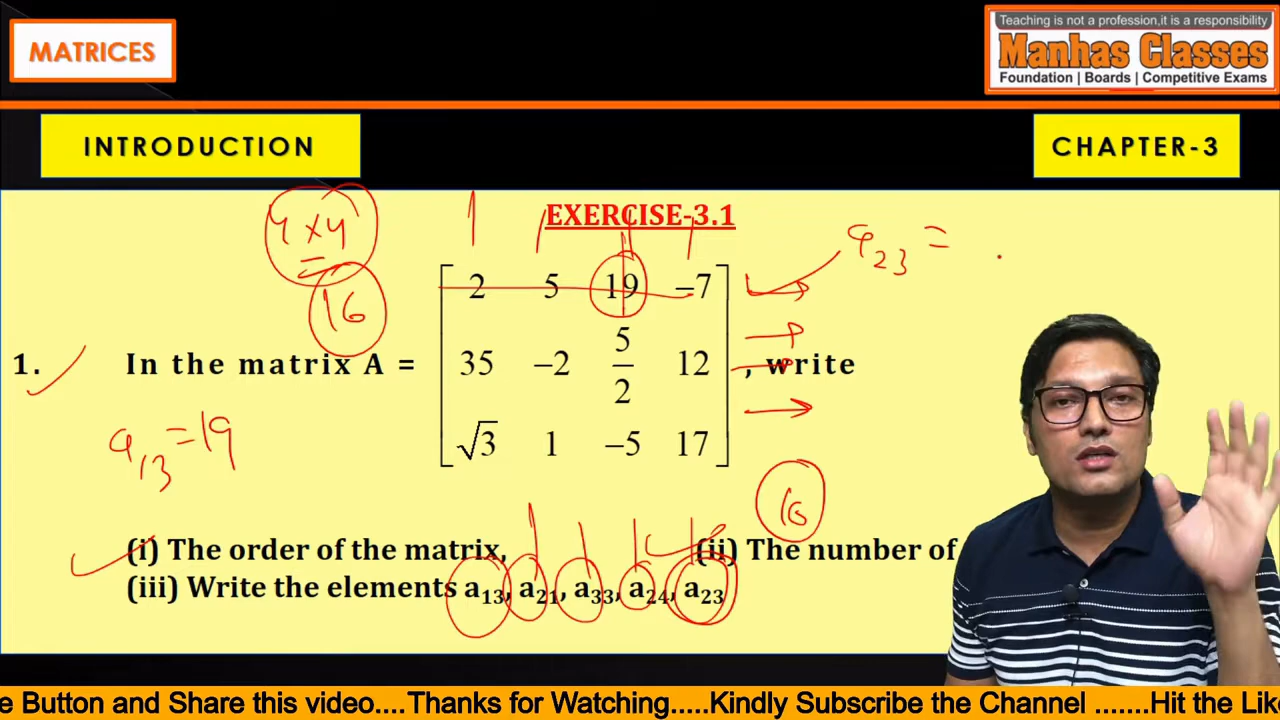 MATRICES
Teaching is not a profession,it is a responsibility
Manhas Classes
Foundation | Boards | Competitive Exams
INTRODUCTION
CHAPTER-3
EXERCISE-3.1
4 x 4
16
a23 =
2 5 19 −7
1. In the matrix A = 35 −2 5/2 12 , write
√3 1 −5 17
a13 = 19
16
(i) The order of the matrix, (ii) The number of
(iii) Write the elements a13, a21, a33, a24, a23
e Button and Share this video....Thanks for Watching.....Kindly Subscribe the Channel .......Hit the Lik